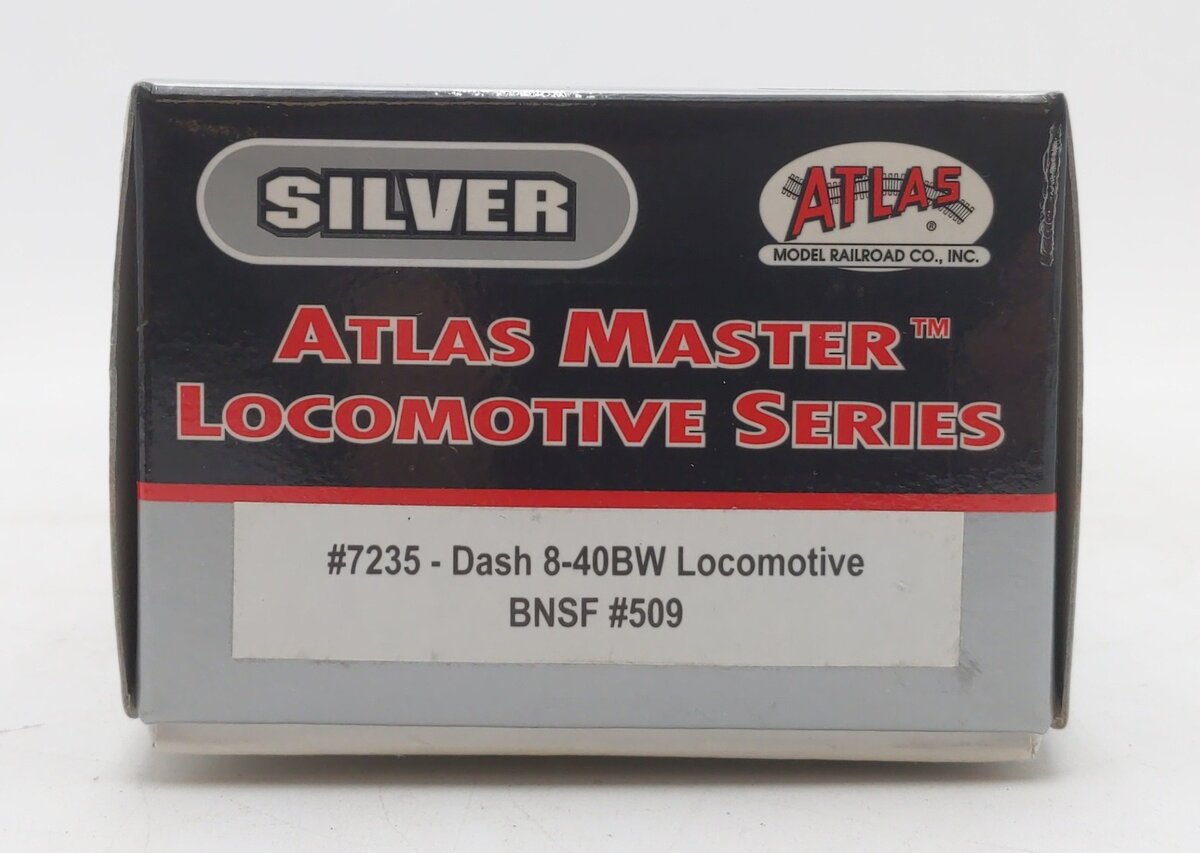 SILVER
ATLAS ®
MODEL RAILROAD CO., INC.
ATLAS MASTER™
LOCOMOTIVE SERIES
#7235 - Dash 8-40BW Locomotive
BNSF #509